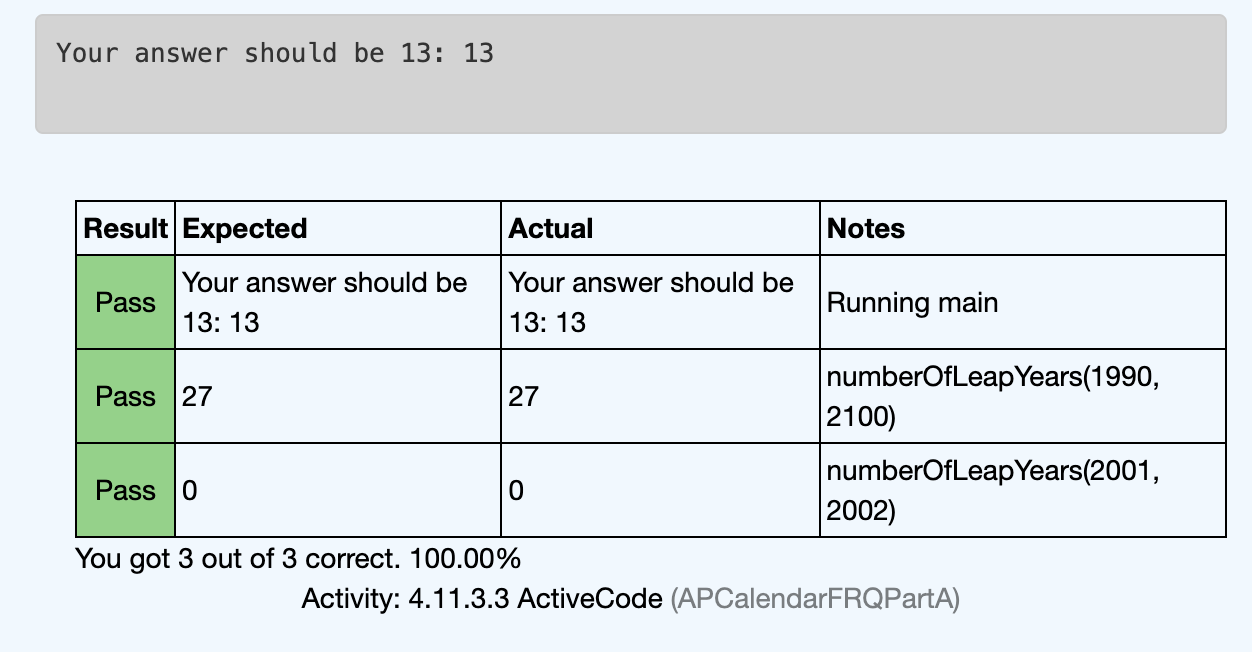 Your answer should be 13: 13
Result Expected Actual Notes
Pass
Your answer should be
13: 13
Your answer should be
13: 13
Running main
Pass
27
27
numberOfLeapYears(1990,
2100)
Pass
0
0
numberOfLeapYears(2001,
2002)
You got 3 out of 3 correct. 100.00%
Activity: 4.11.3.3 ActiveCode (APCalendarFRQPartA)